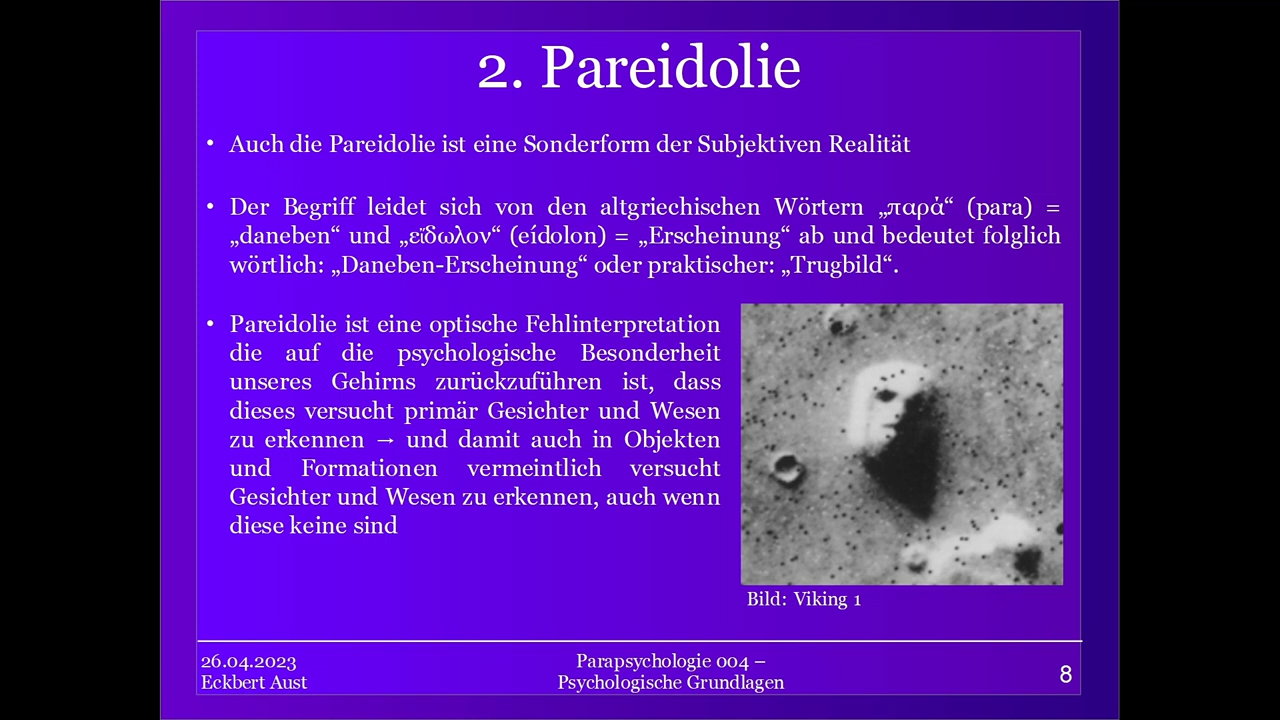 2. Pareidolie
• Auch die Pareidolie ist eine Sonderform der Subjektiven Realität
• Der Begriff leidet sich von den altgriechischen Wörtern „παρά“ (para) =
„daneben“ und „εἴδωλον“ (eídolon) = „Erscheinung“ ab und bedeutet folglich
wörtlich: „Daneben-Erscheinung“ oder praktischer: „Trugbild“.
• Pareidolie ist eine optische Fehlinterpretation
die auf die psychologische Besonderheit
unseres Gehirns zurückzuführen ist, dass
dieses versucht primär Gesichter und Wesen
zu erkennen → und damit auch in Objekten
und Formationen vermeintlich versucht
Gesichter und Wesen zu erkennen, auch wenn
diese keine sind
Bild: Viking 1
26.04.2023
Eckbert Aust
Parapsychologie 004 –
Psychologische Grundlagen
8